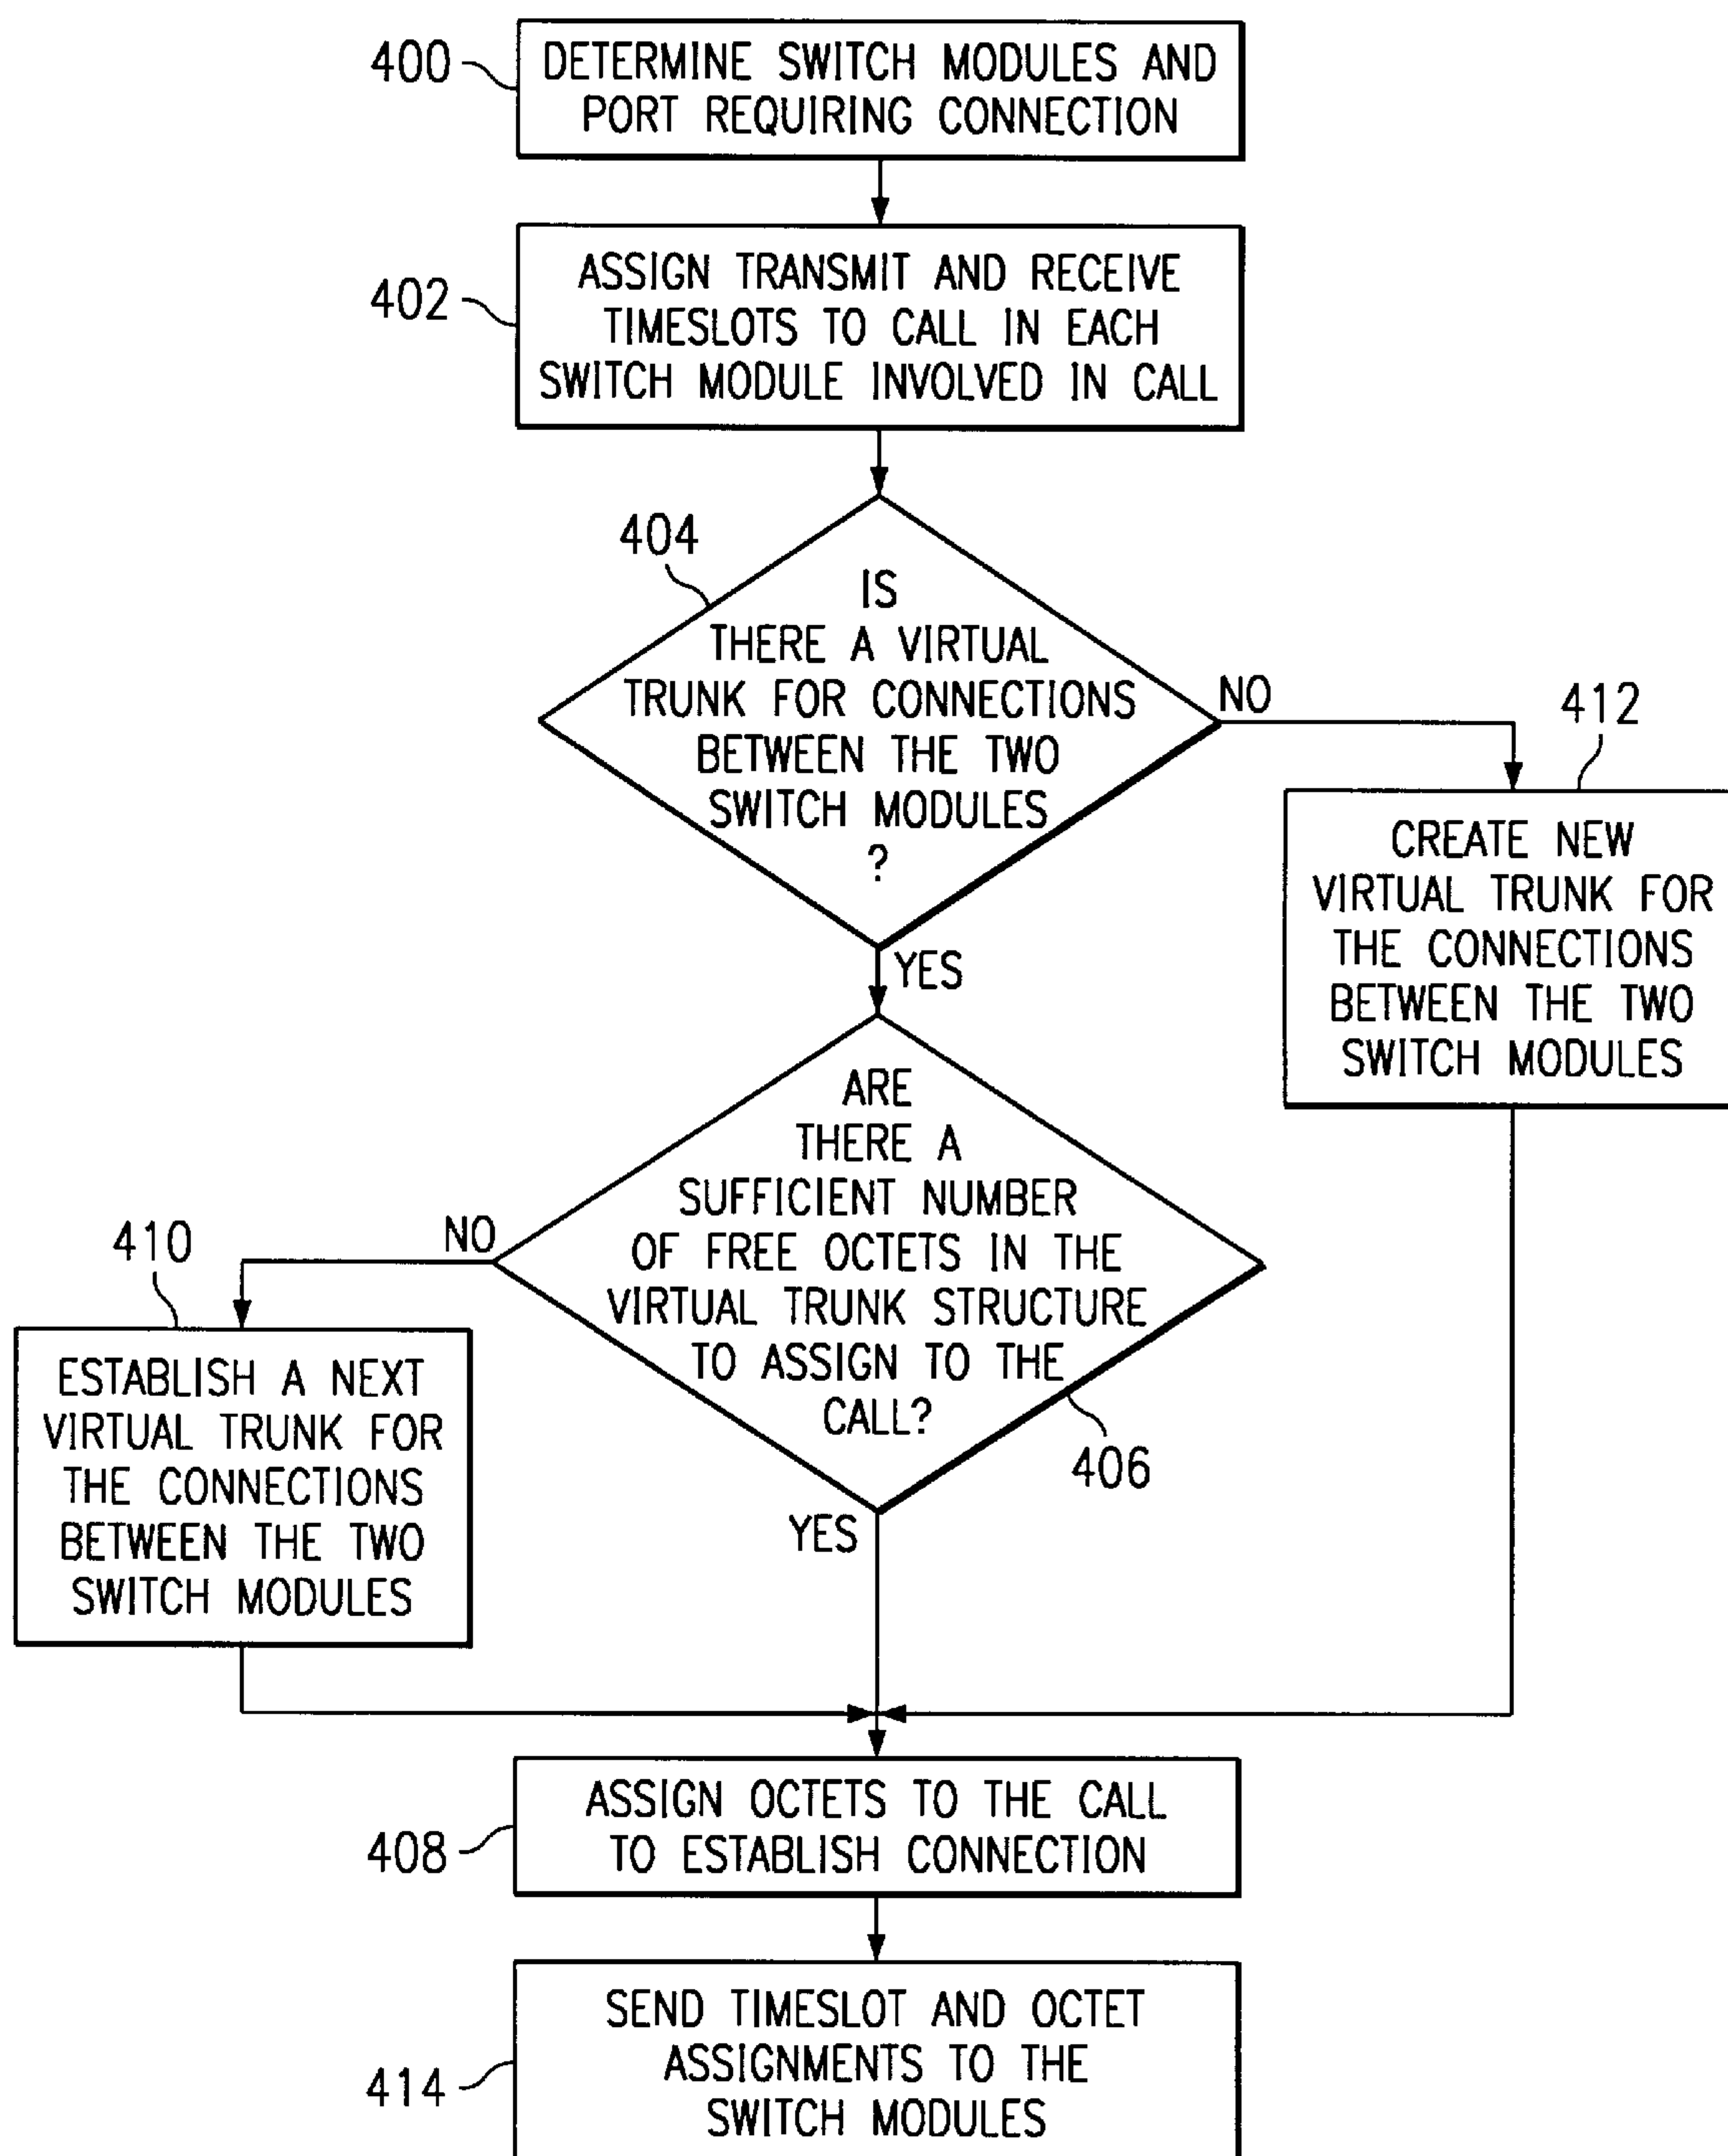 400
DETERMINE SWITCH MODULES AND
PORT REQUIRING CONNECTION
402
ASSIGN TRANSMIT AND RECEIVE
TIMESLOTS TO CALL IN EACH
SWITCH MODULE INVOLVED IN CALL
404
IS
THERE A VIRTUAL
TRUNK FOR CONNECTIONS
BETWEEN THE TWO
SWITCH MODULES
?
NO
YES
412
CREATE NEW
VIRTUAL TRUNK FOR
THE CONNECTIONS
BETWEEN THE TWO
SWITCH MODULES
ARE
THERE A
SUFFICIENT NUMBER
OF FREE OCTETS IN THE
VIRTUAL TRUNK STRUCTURE
TO ASSIGN TO THE
CALL?
406
NO
YES
410
ESTABLISH A NEXT
VIRTUAL TRUNK FOR
THE CONNECTIONS
BETWEEN THE TWO
SWITCH MODULES
408
ASSIGN OCTETS TO THE CALL
TO ESTABLISH CONNECTION
414
SEND TIMESLOT AND OCTET
ASSIGNMENTS TO THE
SWITCH MODULES